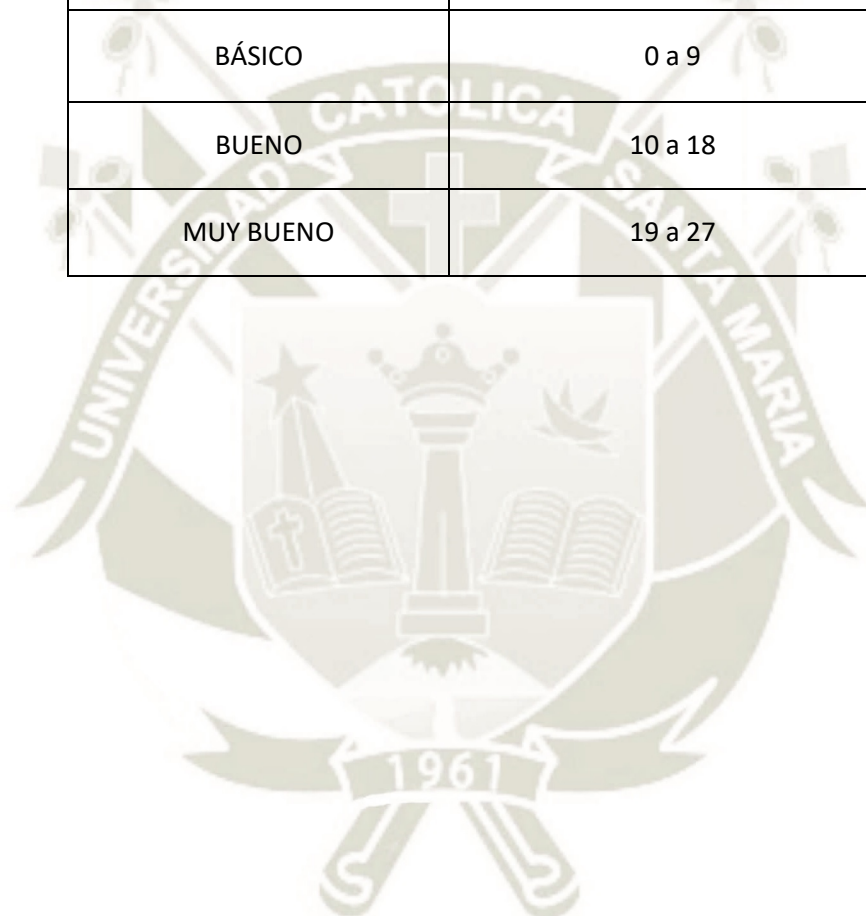 BÁSICO 0 a 9
BUENO 10 a 18
MUY BUENO 19 a 27
UNIVERSIDAD CATOLICA SANTA MARIA
1961